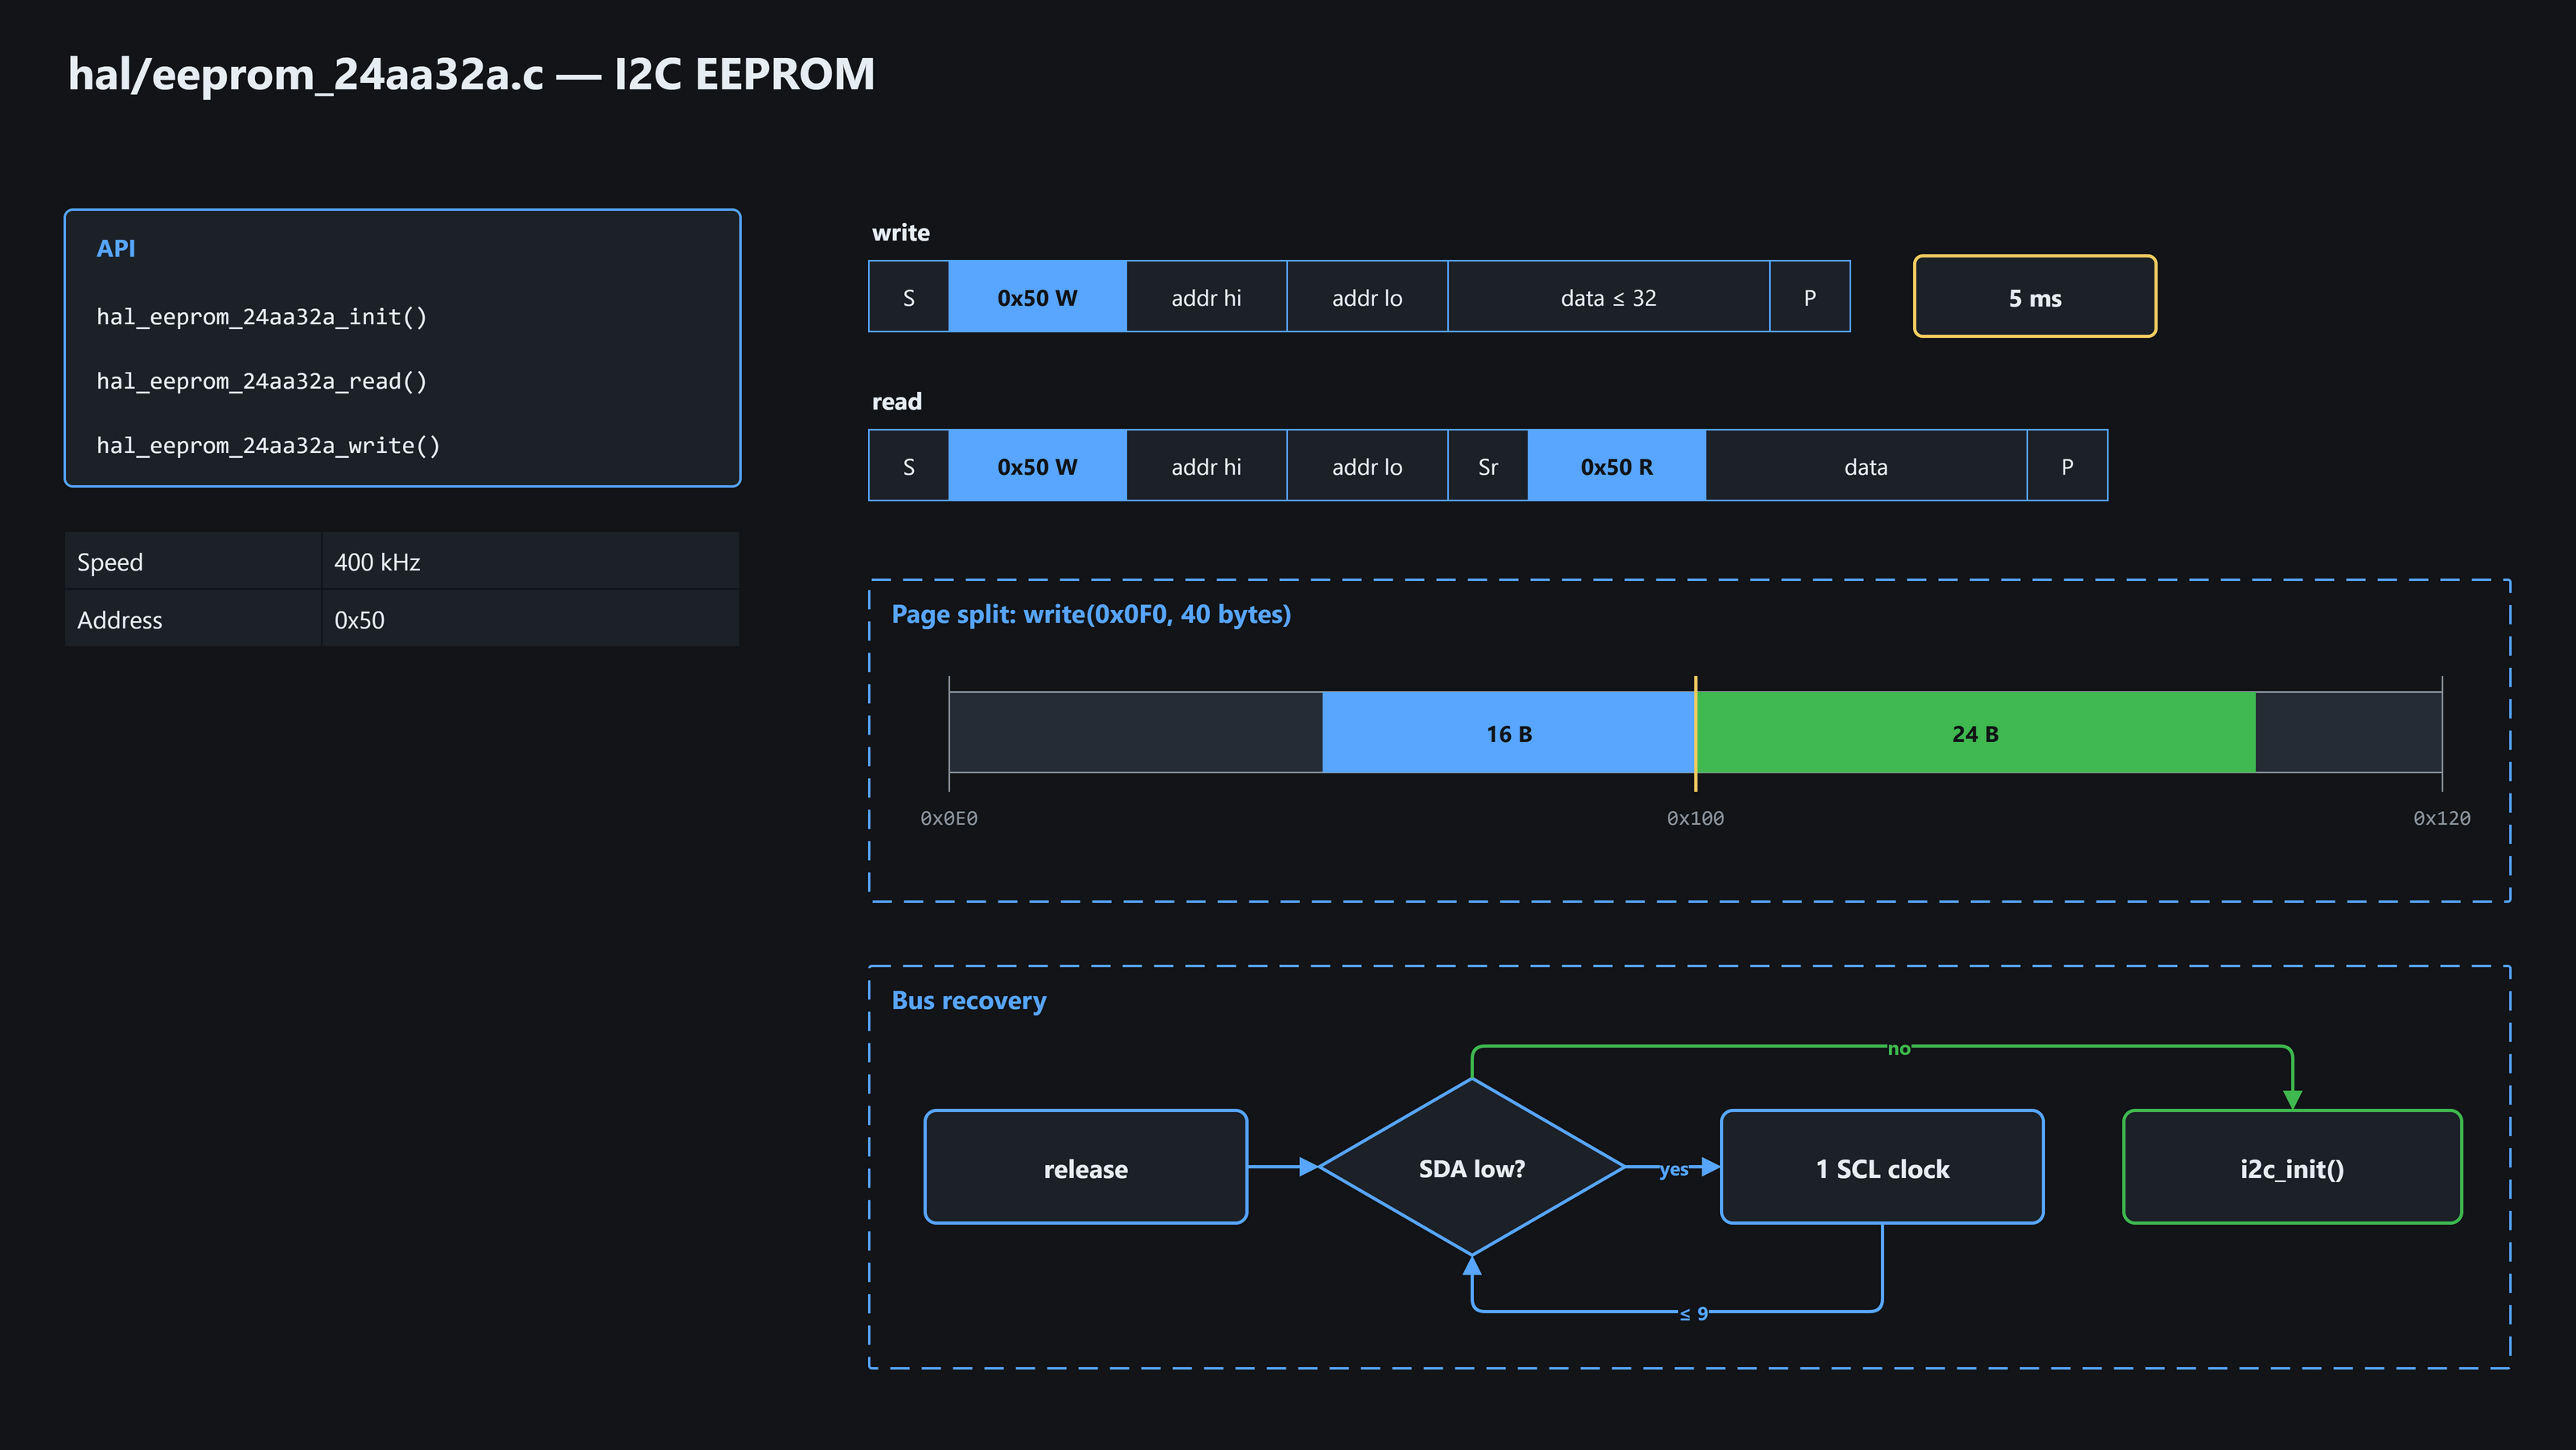 hal/eeprom_24aa32a.c — I2C EEPROM
API
hal_eeprom_24aa32a_init()
hal_eeprom_24aa32a_read()
hal_eeprom_24aa32a_write()
Speed 400 kHz
Address 0x50
write
S 0x50 W addr hi addr lo data ≤ 32 P 5 ms
read
S 0x50 W addr hi addr lo Sr 0x50 R data P
Page split: write(0x0F0, 40 bytes)
16 B 24 B
0x0E0 0x100 0x120
Bus recovery
no
release SDA low? yes 1 SCL clock i2c_init()
≤ 9